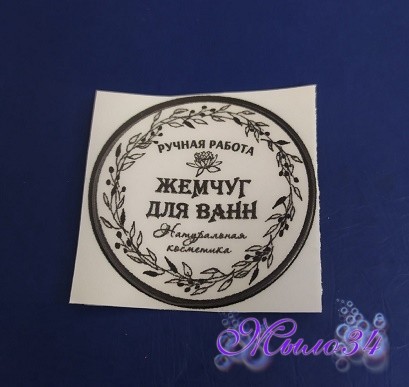 РУЧНАЯ РАБОТА
ЖЕМЧУГ
ДЛЯ ВАНН
Натуральная
косметика
Мыло34